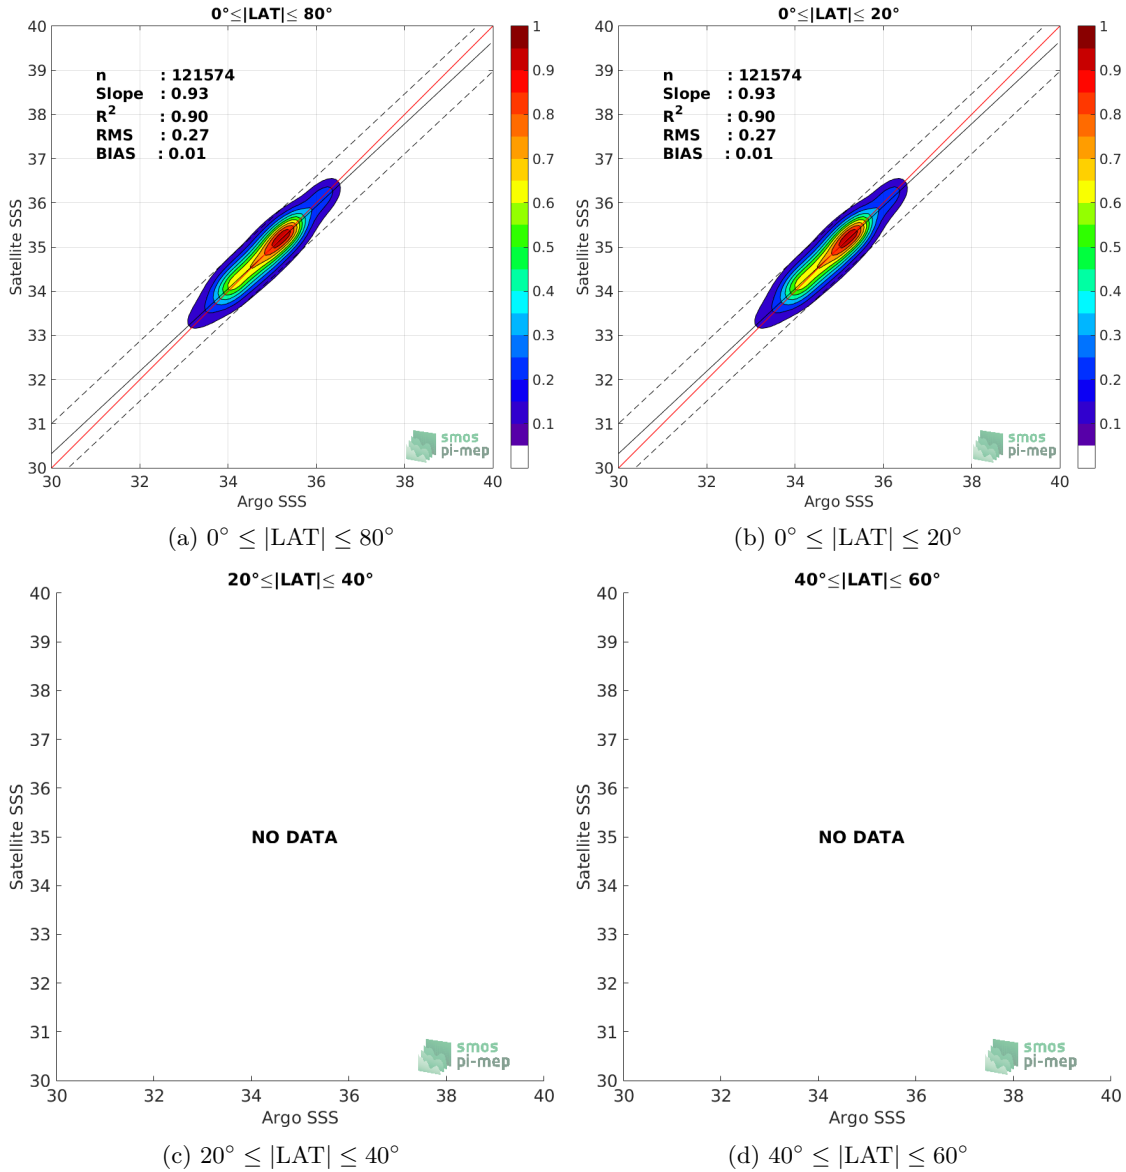 0°≤|LAT|≤ 80°
40
39
38
37
36
35
34
33
32
31
30
Satellite SSS
n : 121574
Slope : 0.93
R² : 0.90
RMS : 0.27
BIAS : 0.01
smos
pi-mep
30 32 34 36 38 40
Argo SSS
1
0.9
0.8
0.7
0.6
0.5
0.4
0.3
0.2
0.1
(a) 0° ≤ |LAT| ≤ 80°
0°≤|LAT|≤ 20°
40
39
38
37
36
35
34
33
32
31
30
Satellite SSS
n : 121574
Slope : 0.93
R² : 0.90
RMS : 0.27
BIAS : 0.01
smos
pi-mep
30 32 34 36 38 40
Argo SSS
1
0.9
0.8
0.7
0.6
0.5
0.4
0.3
0.2
0.1
(b) 0° ≤ |LAT| ≤ 20°
20°≤|LAT|≤ 40°
40
39
38
37
36
35
34
33
32
31
30
Satellite SSS
NO DATA
smos
pi-mep
30 32 34 36 38 40
Argo SSS
(c) 20° ≤ |LAT| ≤ 40°
40°≤|LAT|≤ 60°
40
39
38
37
36
35
34
33
32
31
30
Satellite SSS
NO DATA
smos
pi-mep
30 32 34 36 38 40
Argo SSS
(d) 40° ≤ |LAT| ≤ 60°